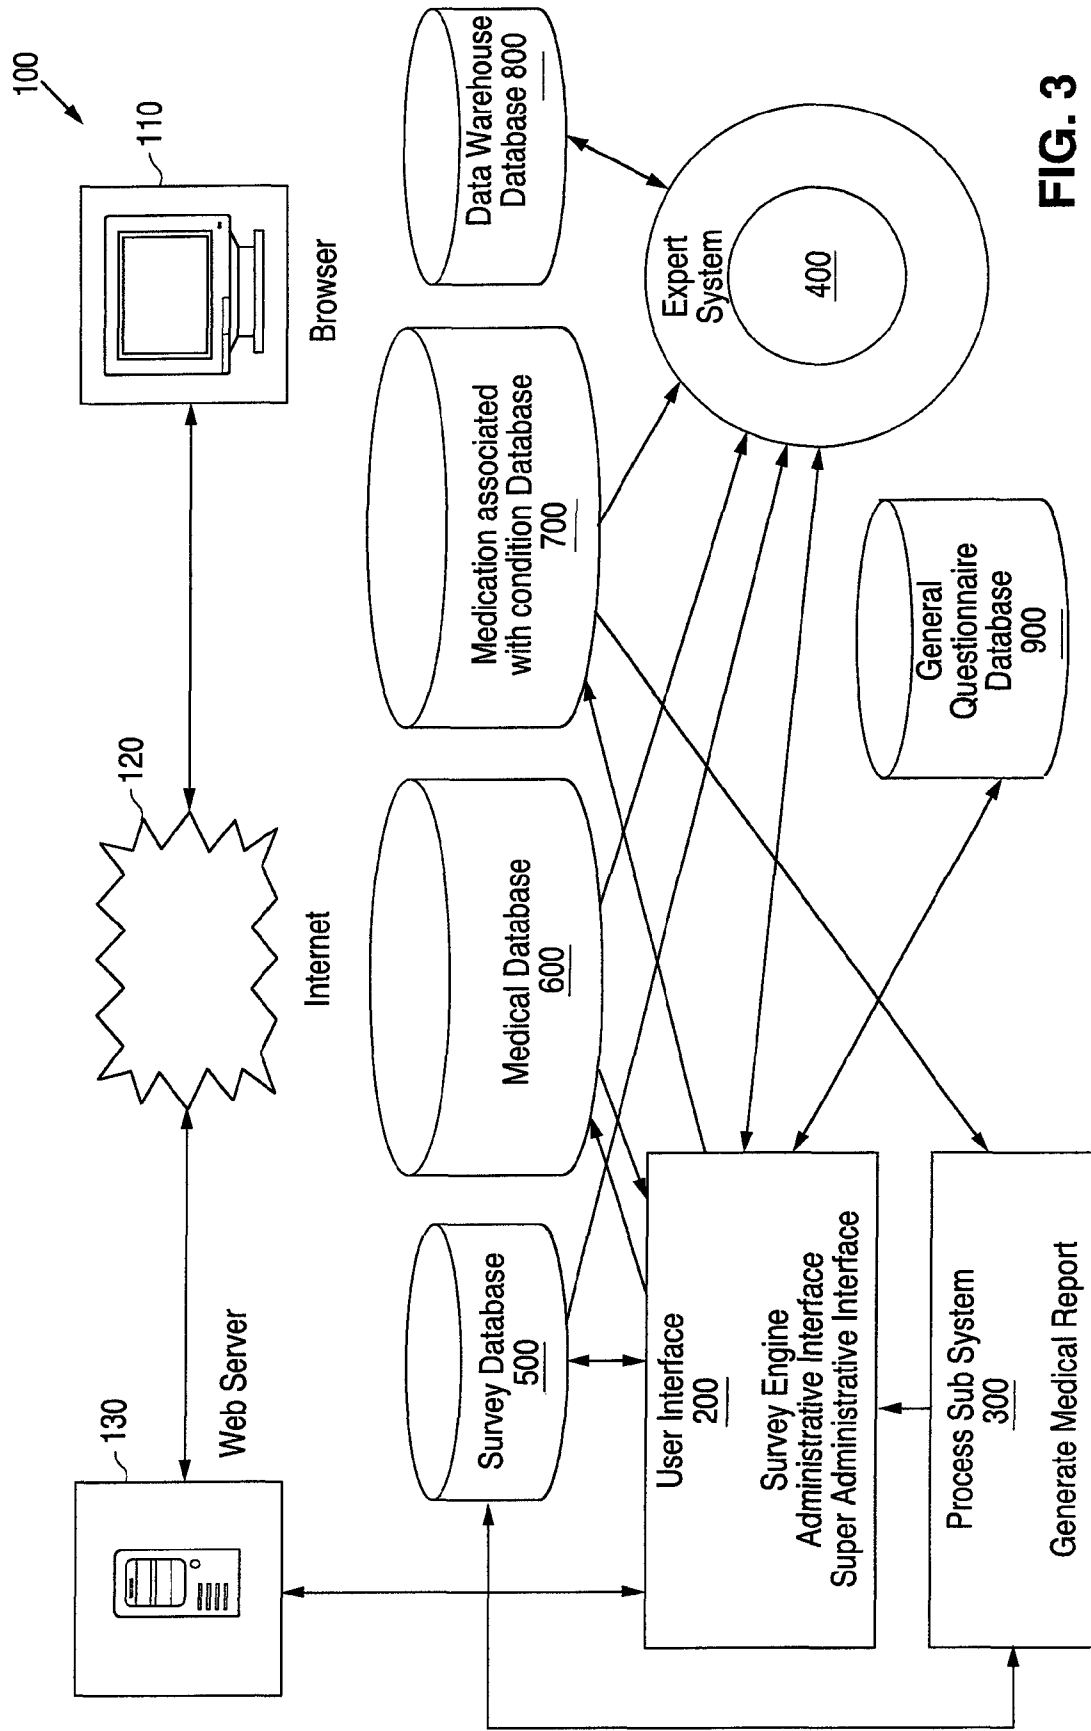 100
130
Web Server
120
Internet
110
Browser
Survey Database
500
Medical Database
600
Medication associated
with condition Database
700
Data Warehouse
Database 800
User Interface
200
Survey Engine
Administrative Interface
Super Administrative Interface
Expert
System
400
General
Questionnaire
Database
900
Process Sub System
300
Generate Medical Report
FIG. 3